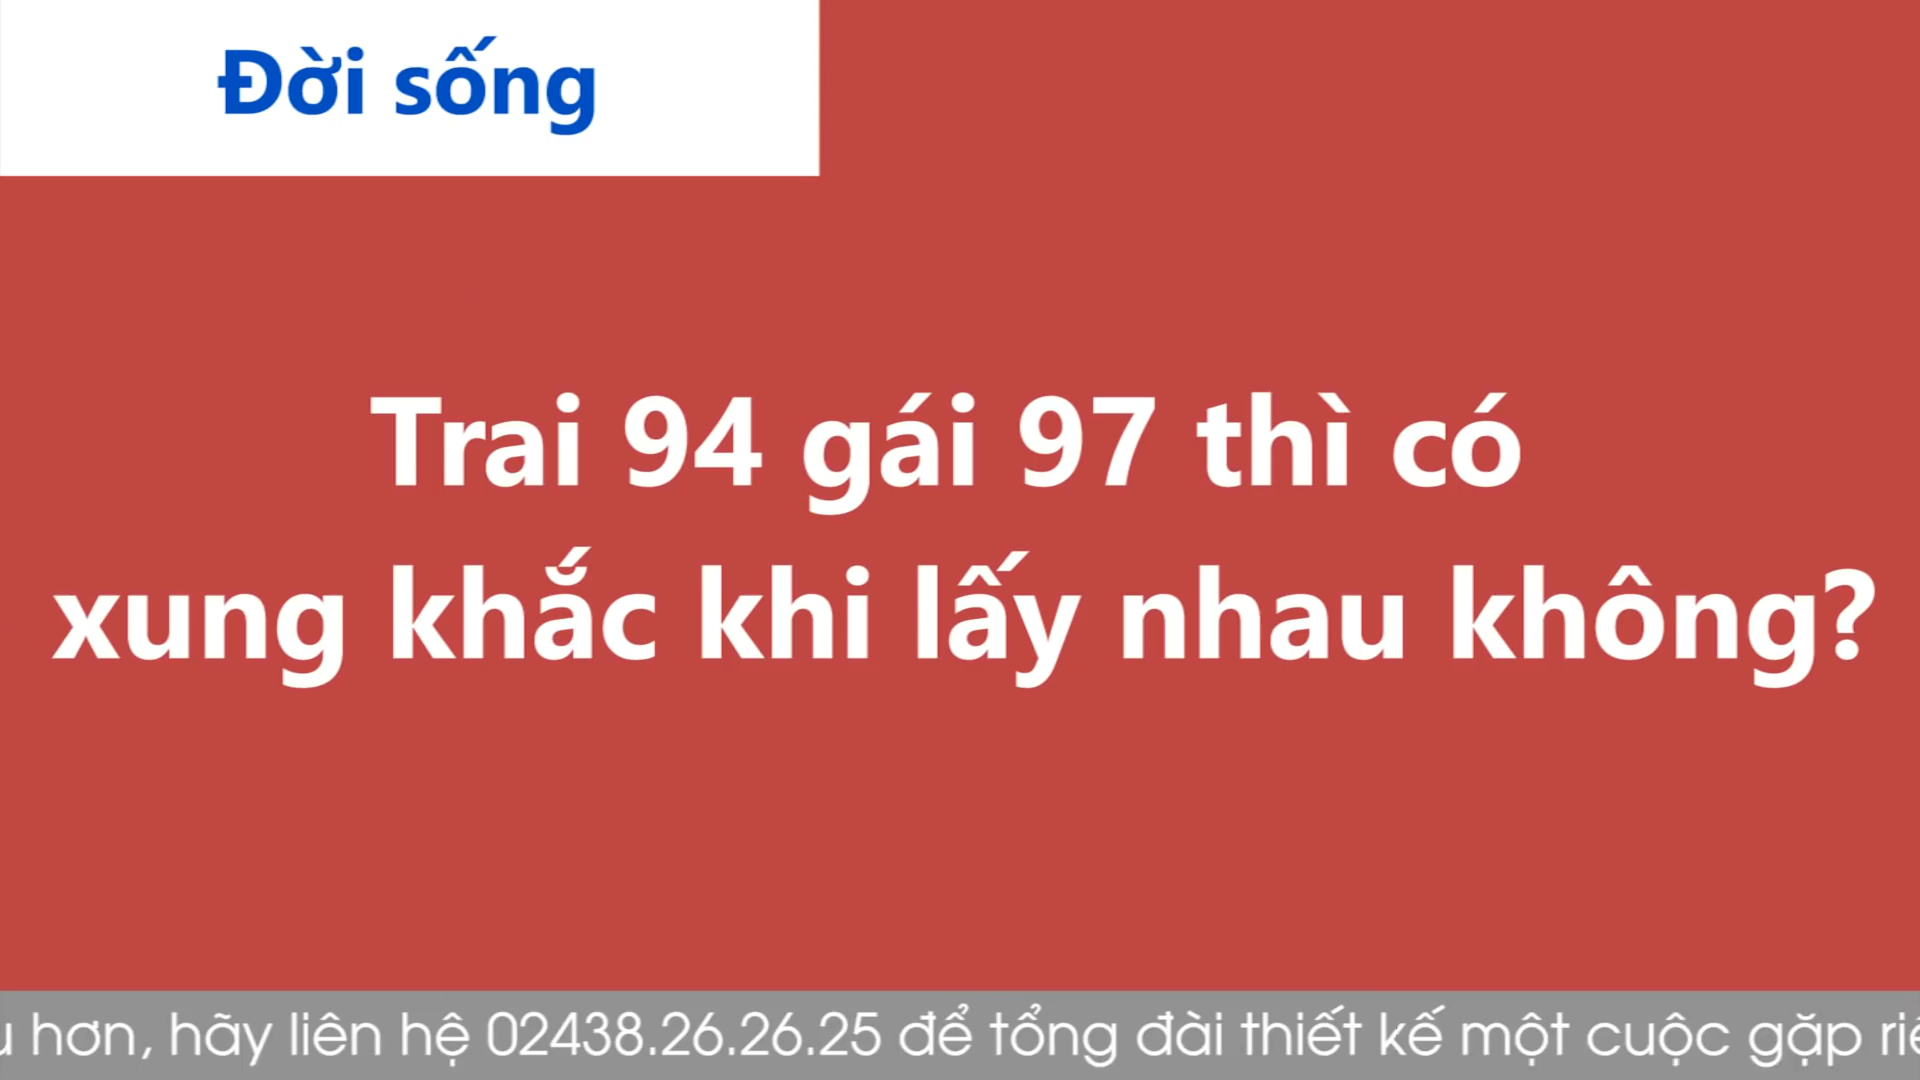 Đời sống
Trai 94 gái 97 thì có
xung khắc khi lấy nhau không?
hơn, hãy liên hệ 02438.26.26.25 để tổng đài thiết kế một cuộc gặp